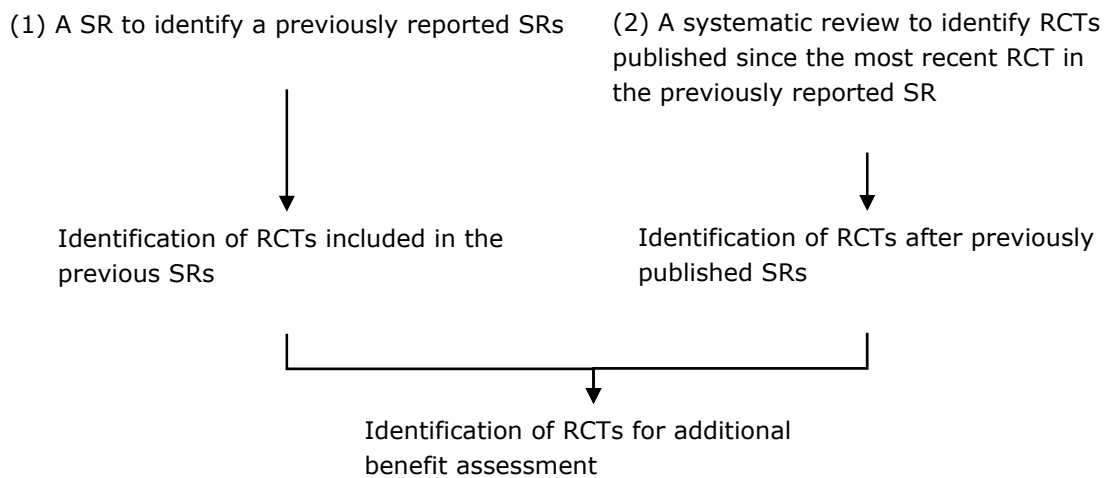 (1) A SR to identify a previously reported SRs
(2) A systematic review to identify RCTs
published since the most recent RCT in
the previously reported SR
Identification of RCTs included in the
previous SRs
Identification of RCTs after previously
published SRs
Identification of RCTs for additional
benefit assessment